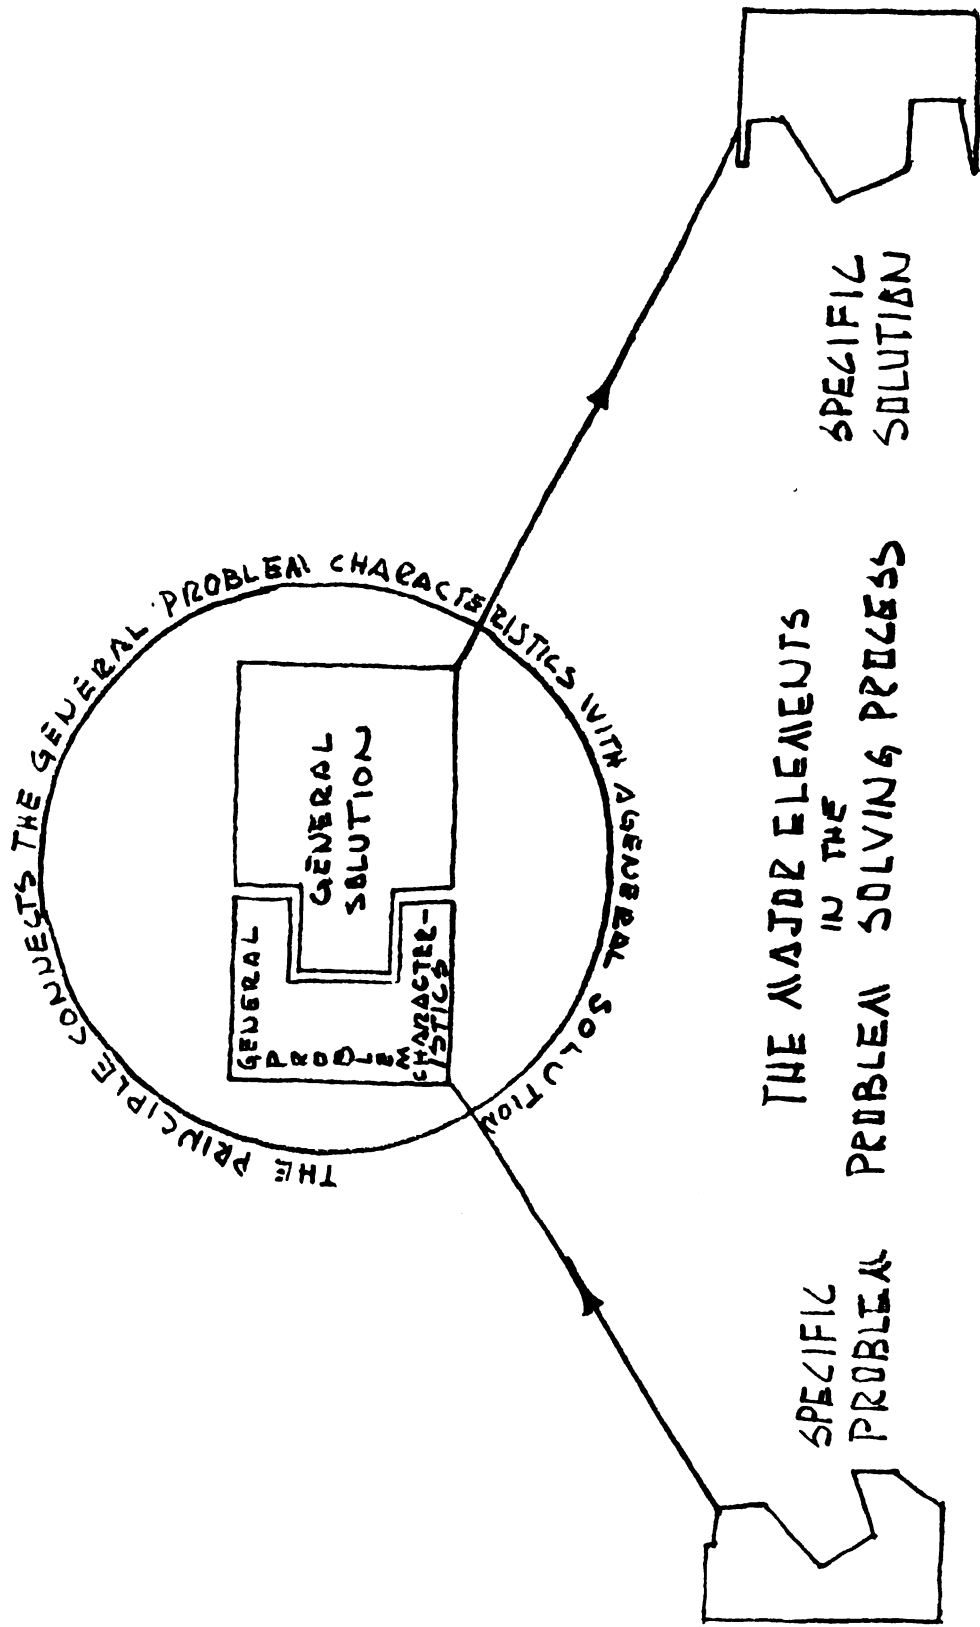 THE PRINCIPLE CONNECTS THE GENERAL PROBLEM CHARACTERISTICS WITH A GENERAL SOLUTION
GENERAL
PROBLEM
CHARACTER-
ISTICS
GENERAL
SOLUTION
SPECIFIC
PROBLEM
THE MAJOR ELEMENTS
IN THE
PROBLEM SOLVING PROCESS
SPECIFIC
SOLUTION